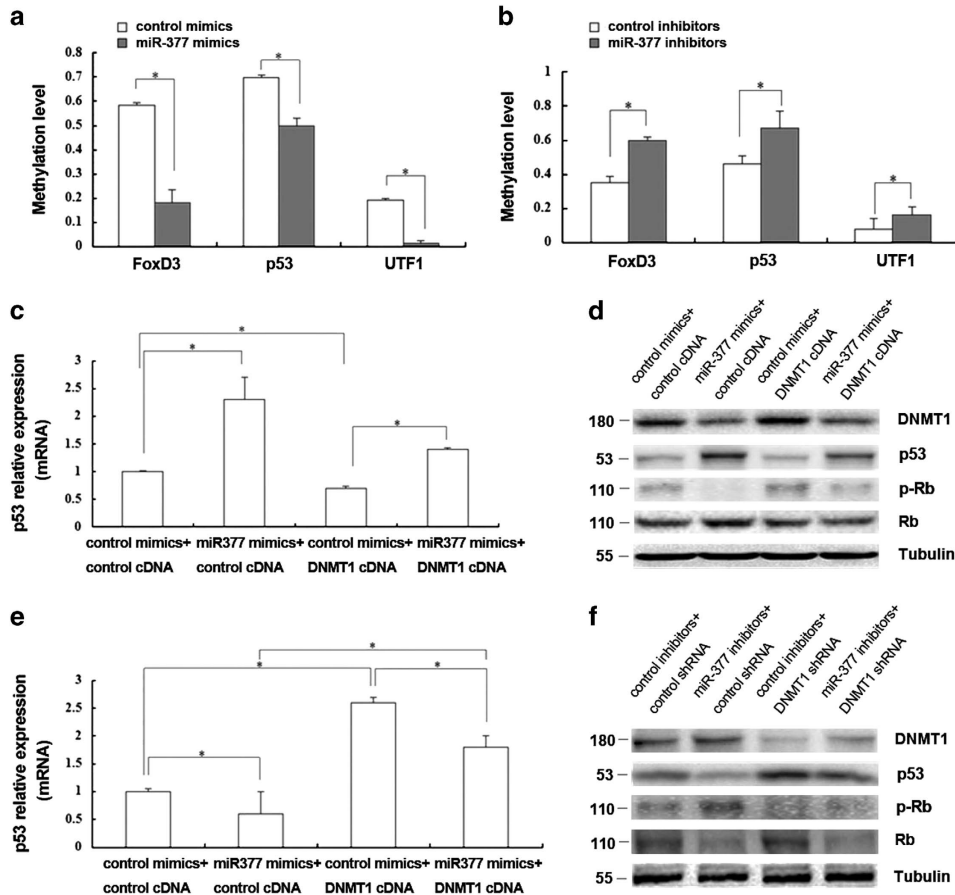 a
control mimics
miR-377 mimics
Methylation level
0.8
0.7
0.6
0.5
0.4
0.3
0.2
0.1
0
*
*
*
FoxD3 p53 UTF1
b
control inhibitors
miR-377 inhibitors
Methylation level
1
0.8
0.6
0.4
0.2
0
*
*
*
FoxD3 p53 UTF1
c
p53 relative expression
(mRNA)
3
2.5
2
1.5
1
0.5
0
*
*
*
control mimics+ miR377 mimics+ control mimics+ miR377 mimics+
control cDNA control cDNA DNMT1 cDNA DNMT1 cDNA
d
control mimics+
control cDNA
miR-377 mimics+
control cDNA
control mimics+
DNMT1 cDNA
miR-377 mimics+
DNMT1 cDNA
180 DNMT1
53 p53
110 p-Rb
110 Rb
55 Tubulin
e
p53 relative expression
(mRNA)
3
2.5
2
1.5
1
0.5
0
*
*
*
*
control mimics+ miR377 mimics+ control mimics+ miR377 mimics+
control cDNA control cDNA DNMT1 cDNA DNMT1 cDNA
f
control inhibitors+
control shRNA
miR-377 inhibitors+
control shRNA
control inhibitors+
DNMT1 shRNA
miR-377 inhibitors+
DNMT1 shRNA
180 DNMT1
53 p53
110 p-Rb
110 Rb
55 Tubulin